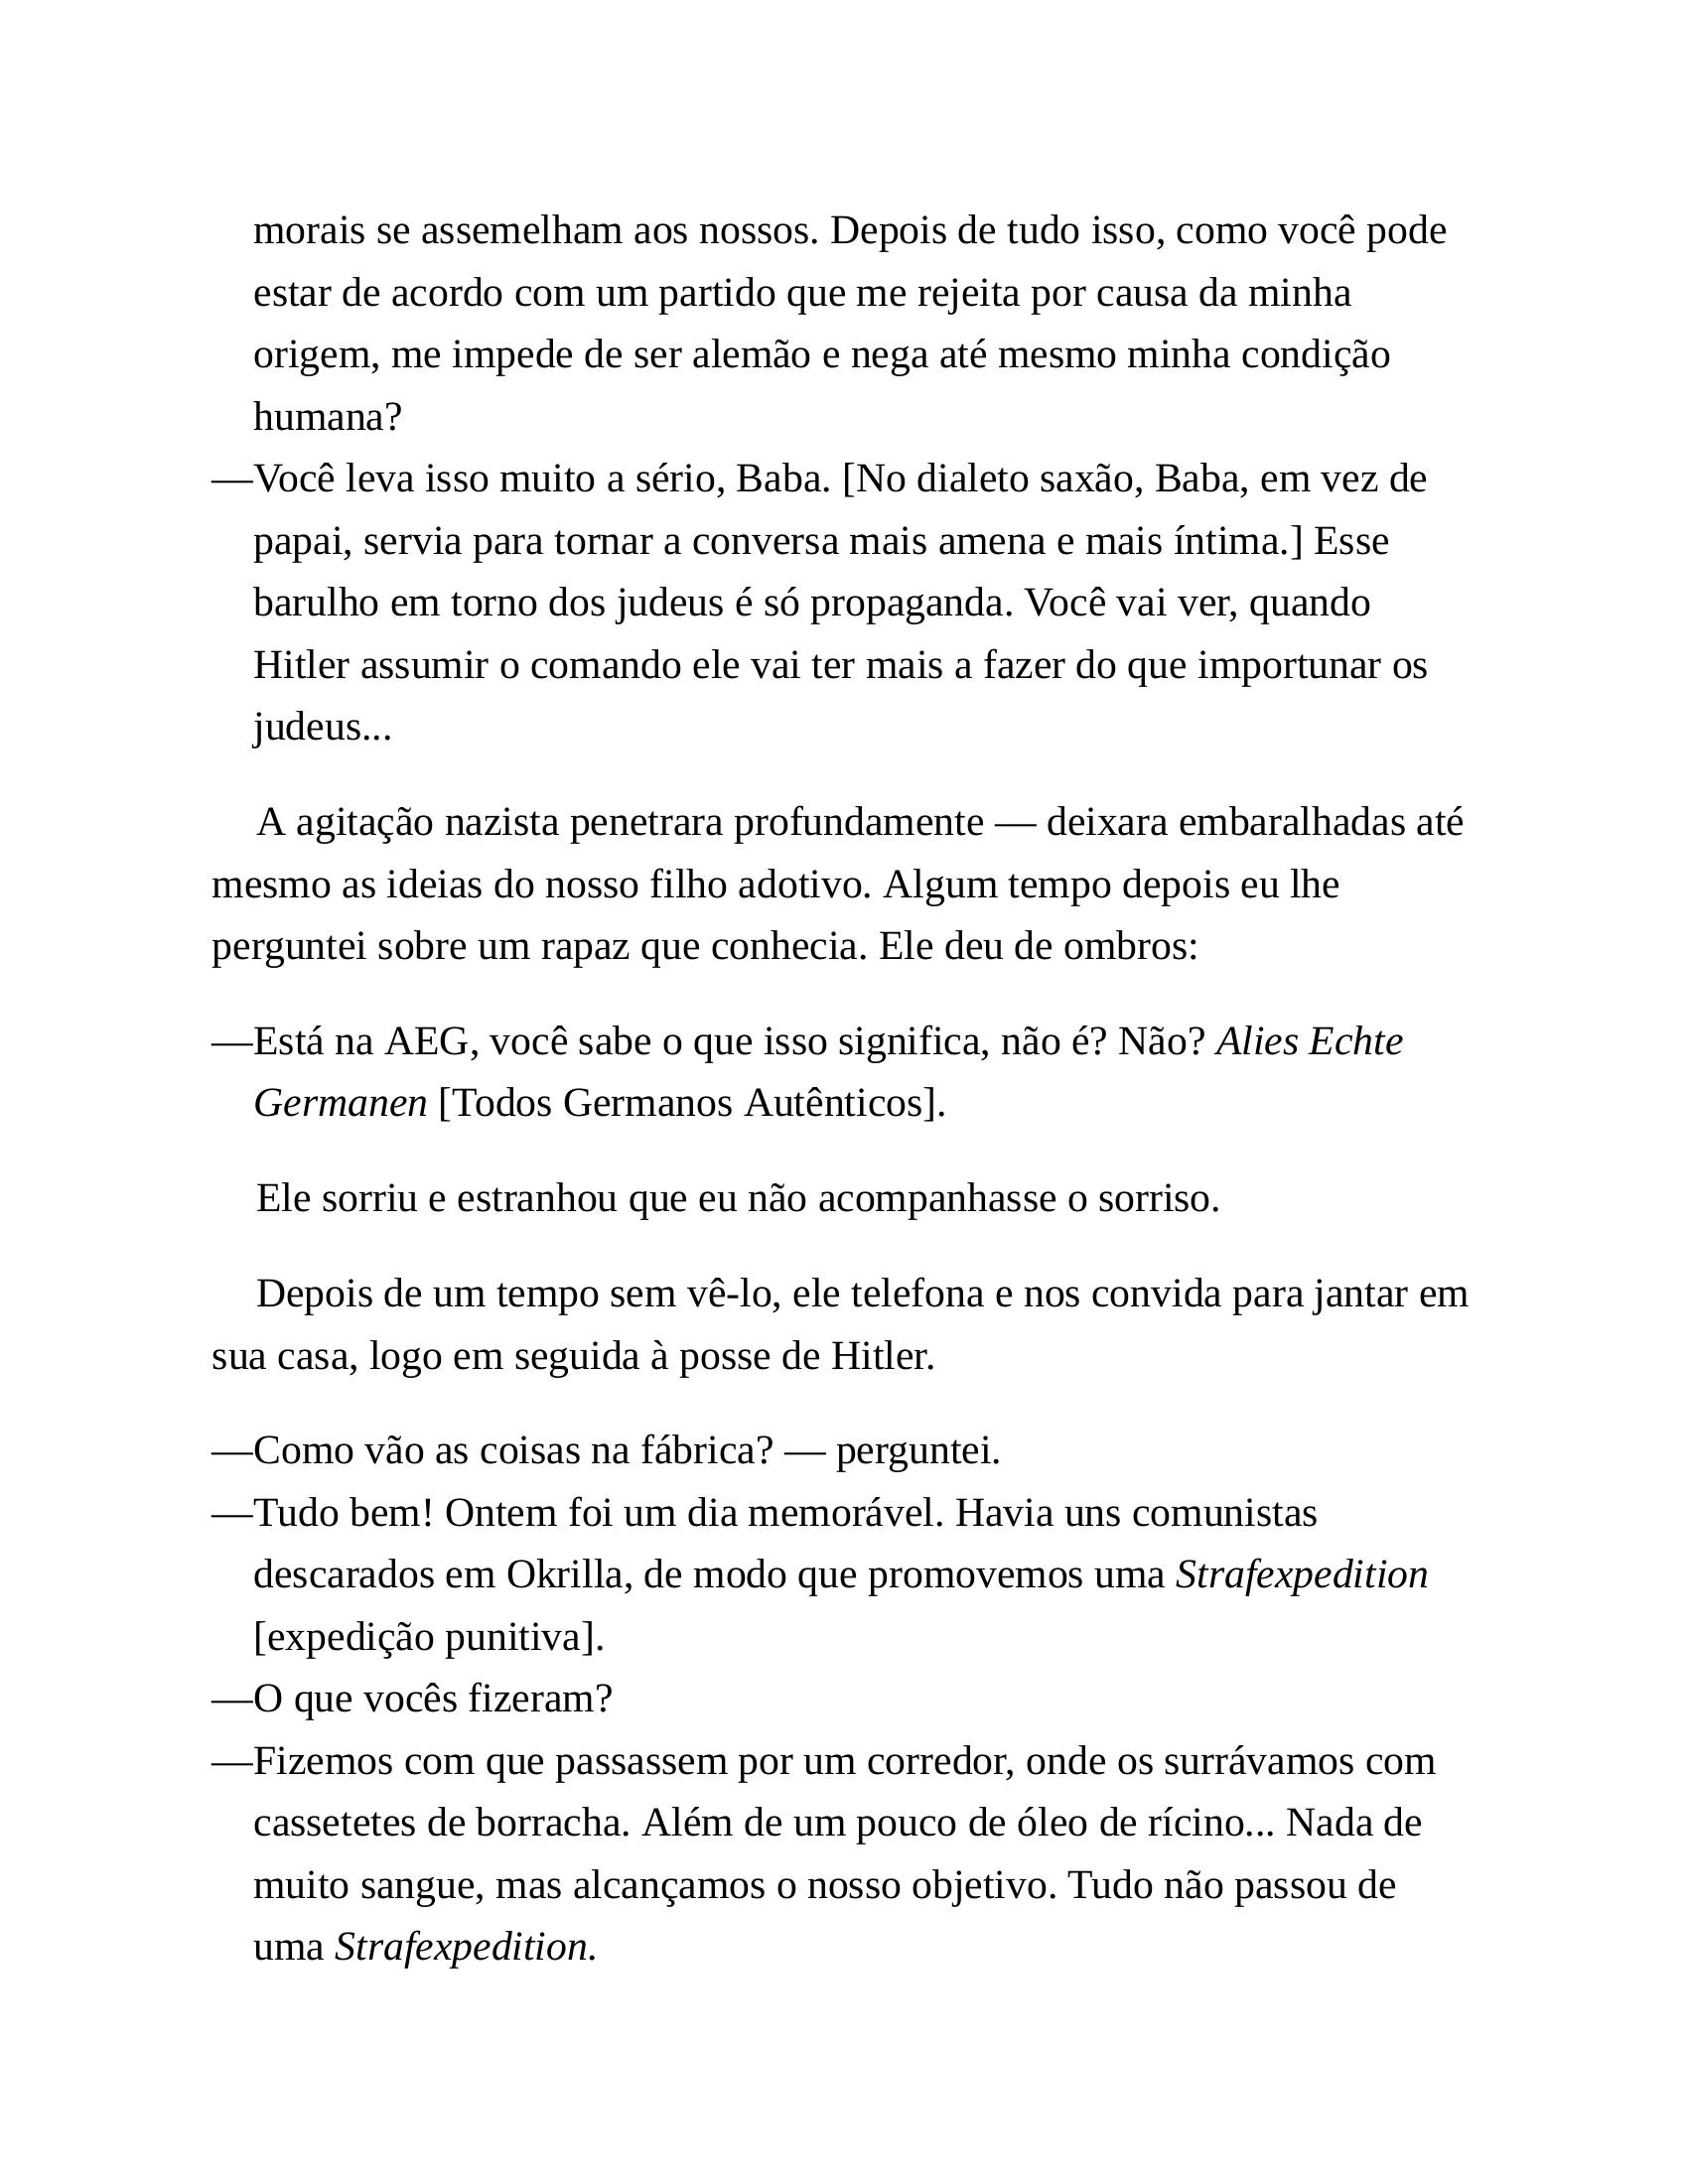 morais se assemelham aos nossos. Depois de tudo isso, como você pode
estar de acordo com um partido que me rejeita por causa da minha
origem, me impede de ser alemão e nega até mesmo minha condição
humana?
—Você leva isso muito a sério, Baba. [No dialeto saxão, Baba, em vez de
papai, servia para tornar a conversa mais amena e mais íntima.] Esse
barulho em torno dos judeus é só propaganda. Você vai ver, quando
Hitler assumir o comando ele vai ter mais a fazer do que importunar os
judeus...
A agitação nazista penetrara profundamente — deixara embaralhadas até
mesmo as ideias do nosso filho adotivo. Algum tempo depois eu lhe
perguntei sobre um rapaz que conhecia. Ele deu de ombros:
—Está na AEG, você sabe o que isso significa, não é? Não? Alies Echte
Germanen [Todos Germanos Autênticos].
Ele sorriu e estranhou que eu não acompanhasse o sorriso.
Depois de um tempo sem vê-lo, ele telefona e nos convida para jantar em
sua casa, logo em seguida à posse de Hitler.
—Como vão as coisas na fábrica? — perguntei.
—Tudo bem! Ontem foi um dia memorável. Havia uns comunistas
descarados em Okrilla, de modo que promovemos uma Strafexpedition
[expedição punitiva].
—O que vocês fizeram?
—Fizemos com que passassem por um corredor, onde os surrávamos com
cassetetes de borracha. Além de um pouco de óleo de rícino... Nada de
muito sangue, mas alcançamos o nosso objetivo. Tudo não passou de
uma Strafexpedition.